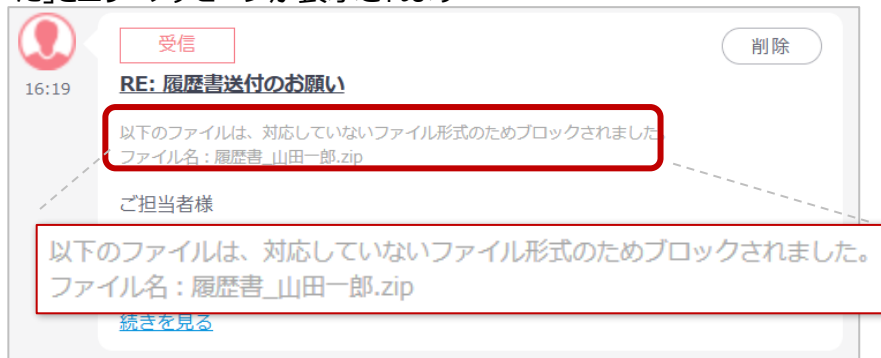 受信
削除
16:19
RE: 履歴書送付のお願い
以下のファイルは、対応していないファイル形式のためブロックされました。
ファイル名：履歴書_山田一郎.zip
ご担当者様
以下のファイルは、対応していないファイル形式のためブロックされました。
ファイル名：履歴書_山田一郎.zip
続きを見る